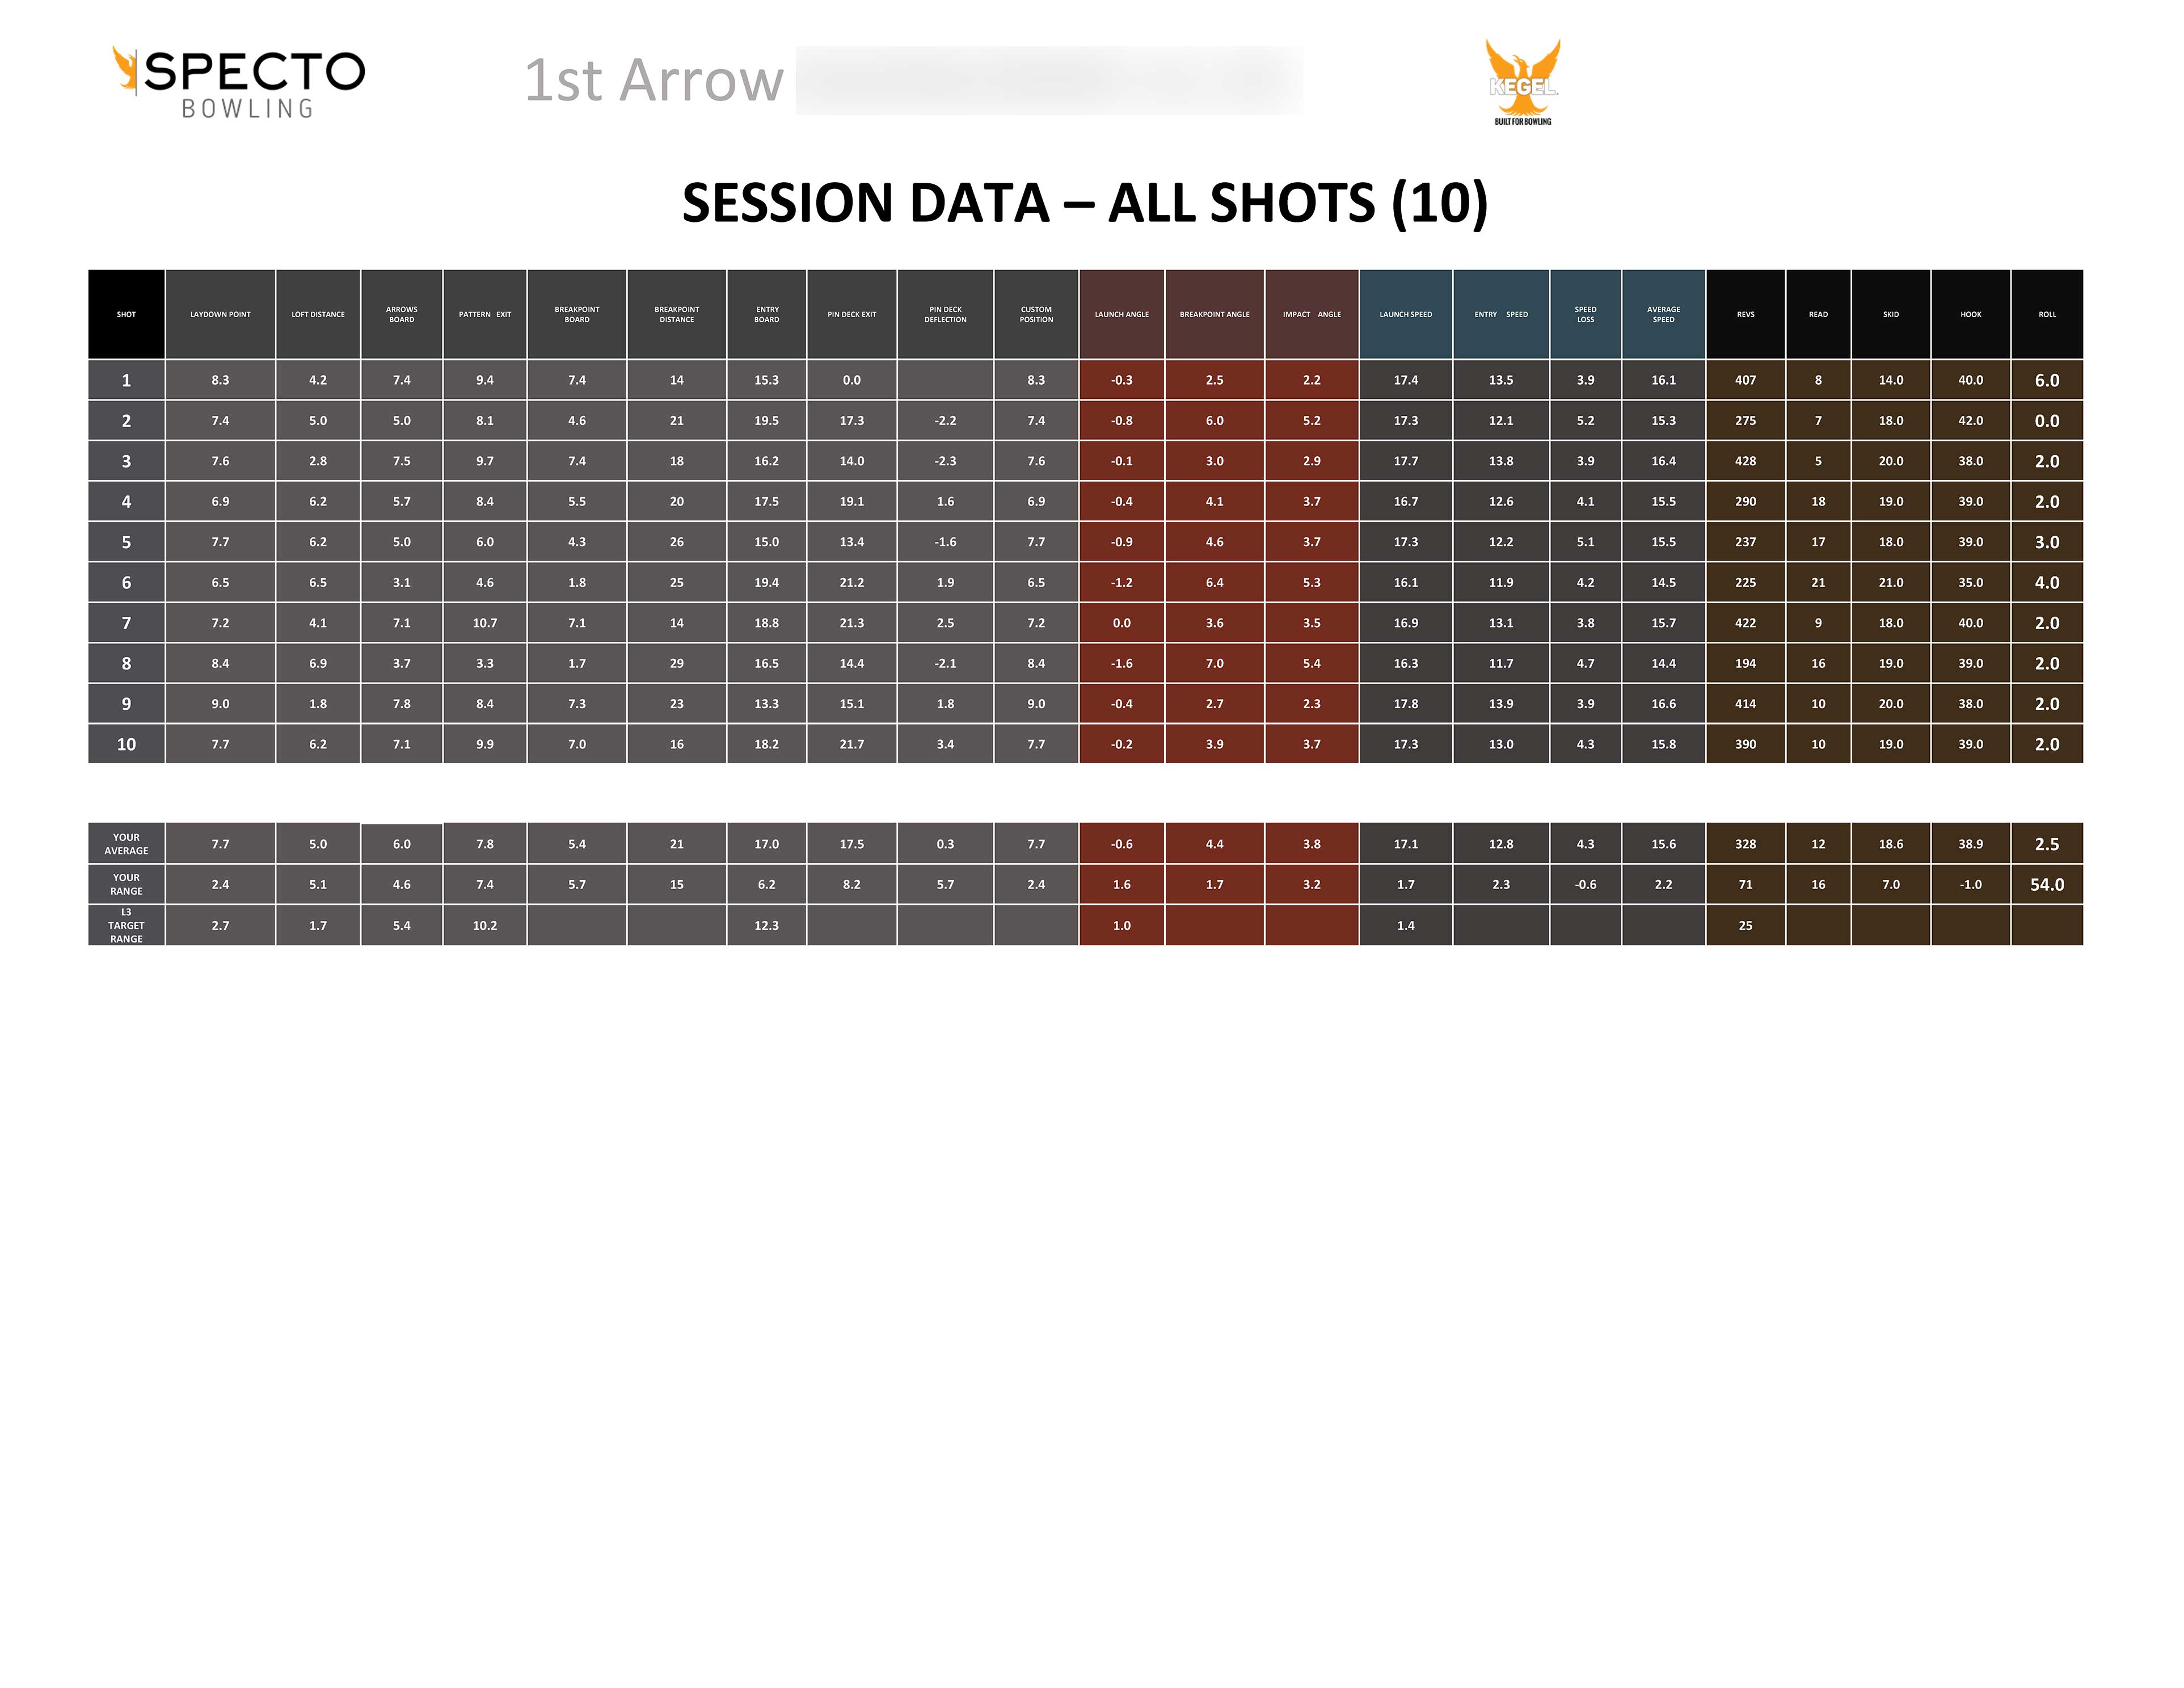 SPECTO
BOWLING
1st Arrow
KEGEL
BUILT FOR BOWLING
SESSION DATA – ALL SHOTS (10)
SHOT LAYDOWN POINT LOFT DISTANCE ARROWS BOARD PATTERN EXIT BREAKPOINT BOARD BREAKPOINT DISTANCE ENTRY BOARD PIN DECK EXIT PIN DECK DEFLECTION CUSTOM POSITION LAUNCH ANGLE BREAKPOINT ANGLE IMPACT ANGLE LAUNCH SPEED ENTRY SPEED SPEED LOSS AVERAGE SPEED REVS READ SKID HOOK ROLL
1 8.3 4.2 7.4 9.4 7.4 14 15.3 0.0 8.3 -0.3 2.5 2.2 17.4 13.5 3.9 16.1 407 8 14.0 40.0 6.0
2 7.4 5.0 5.0 8.1 4.6 21 19.5 17.3 -2.2 7.4 -0.8 6.0 5.2 17.3 12.1 5.2 15.3 275 7 18.0 42.0 0.0
3 7.6 2.8 7.5 9.7 7.4 18 16.2 14.0 -2.3 7.6 -0.1 3.0 2.9 17.7 13.8 3.9 16.4 428 5 20.0 38.0 2.0
4 6.9 6.2 5.7 8.4 5.5 20 17.5 19.1 1.6 6.9 -0.4 4.1 3.7 16.7 12.6 4.1 15.5 290 18 19.0 39.0 2.0
5 7.7 6.2 5.0 6.0 4.3 26 15.0 13.4 -1.6 7.7 -0.9 4.6 3.7 17.3 12.2 5.1 15.5 237 17 18.0 39.0 3.0
6 6.5 6.5 3.1 4.6 1.8 25 19.4 21.2 1.9 6.5 -1.2 6.4 5.3 16.1 11.9 4.2 14.5 225 21 21.0 35.0 4.0
7 7.2 4.1 7.1 10.7 7.1 14 18.8 21.3 2.5 7.2 0.0 3.6 3.5 16.9 13.1 3.8 15.7 422 9 18.0 40.0 2.0
8 8.4 6.9 3.7 3.3 1.7 29 16.5 14.4 -2.1 8.4 -1.6 7.0 5.4 16.3 11.7 4.7 14.4 194 16 19.0 39.0 2.0
9 9.0 1.8 7.8 8.4 7.3 23 13.3 15.1 1.8 9.0 -0.4 2.7 2.3 17.8 13.9 3.9 16.6 414 10 20.0 38.0 2.0
10 7.7 6.2 7.1 9.9 7.0 16 18.2 21.7 3.4 7.7 -0.2 3.9 3.7 17.3 13.0 4.3 15.8 390 10 19.0 39.0 2.0
YOUR AVERAGE 7.7 5.0 6.0 7.8 5.4 21 17.0 17.5 0.3 7.7 -0.6 4.4 3.8 17.1 12.8 4.3 15.6 328 12 18.6 38.9 2.5
YOUR RANGE 2.4 5.1 4.6 7.4 5.7 15 6.2 8.2 5.7 2.4 1.6 1.7 3.2 1.7 2.3 -0.6 2.2 71 16 7.0 -1.0 54.0
L3 TARGET RANGE 2.7 1.7 5.4 10.2 12.3 1.0 1.4 25